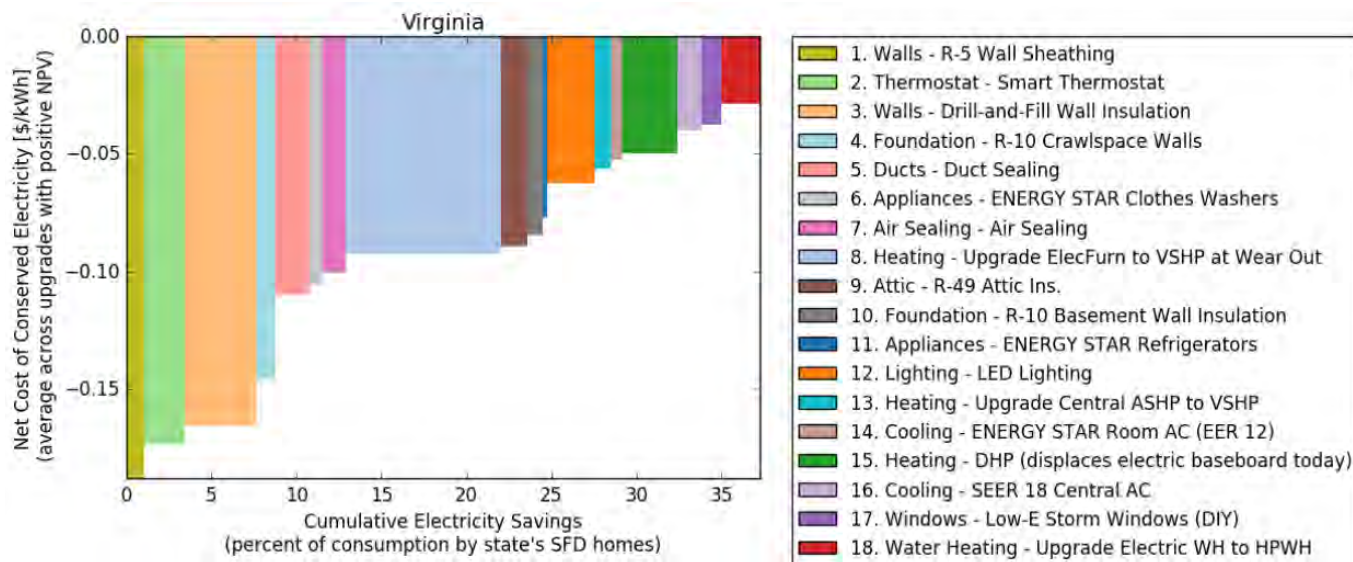 Virginia
Net Cost of Conserved Electricity [$/kWh]
(average across upgrades with positive NPV)
0.00
−0.05
−0.10
−0.15
0 5 10 15 20 25 30 35
Cumulative Electricity Savings
(percent of consumption by state's SFD homes)
1. Walls - R-5 Wall Sheathing
2. Thermostat - Smart Thermostat
3. Walls - Drill-and-Fill Wall Insulation
4. Foundation - R-10 Crawlspace Walls
5. Ducts - Duct Sealing
6. Appliances - ENERGY STAR Clothes Washers
7. Air Sealing - Air Sealing
8. Heating - Upgrade ElecFurn to VSHP at Wear Out
9. Attic - R-49 Attic Ins.
10. Foundation - R-10 Basement Wall Insulation
11. Appliances - ENERGY STAR Refrigerators
12. Lighting - LED Lighting
13. Heating - Upgrade Central ASHP to VSHP
14. Cooling - ENERGY STAR Room AC (EER 12)
15. Heating - DHP (displaces electric baseboard today)
16. Cooling - SEER 18 Central AC
17. Windows - Low-E Storm Windows (DIY)
18. Water Heating - Upgrade Electric WH to HPWH